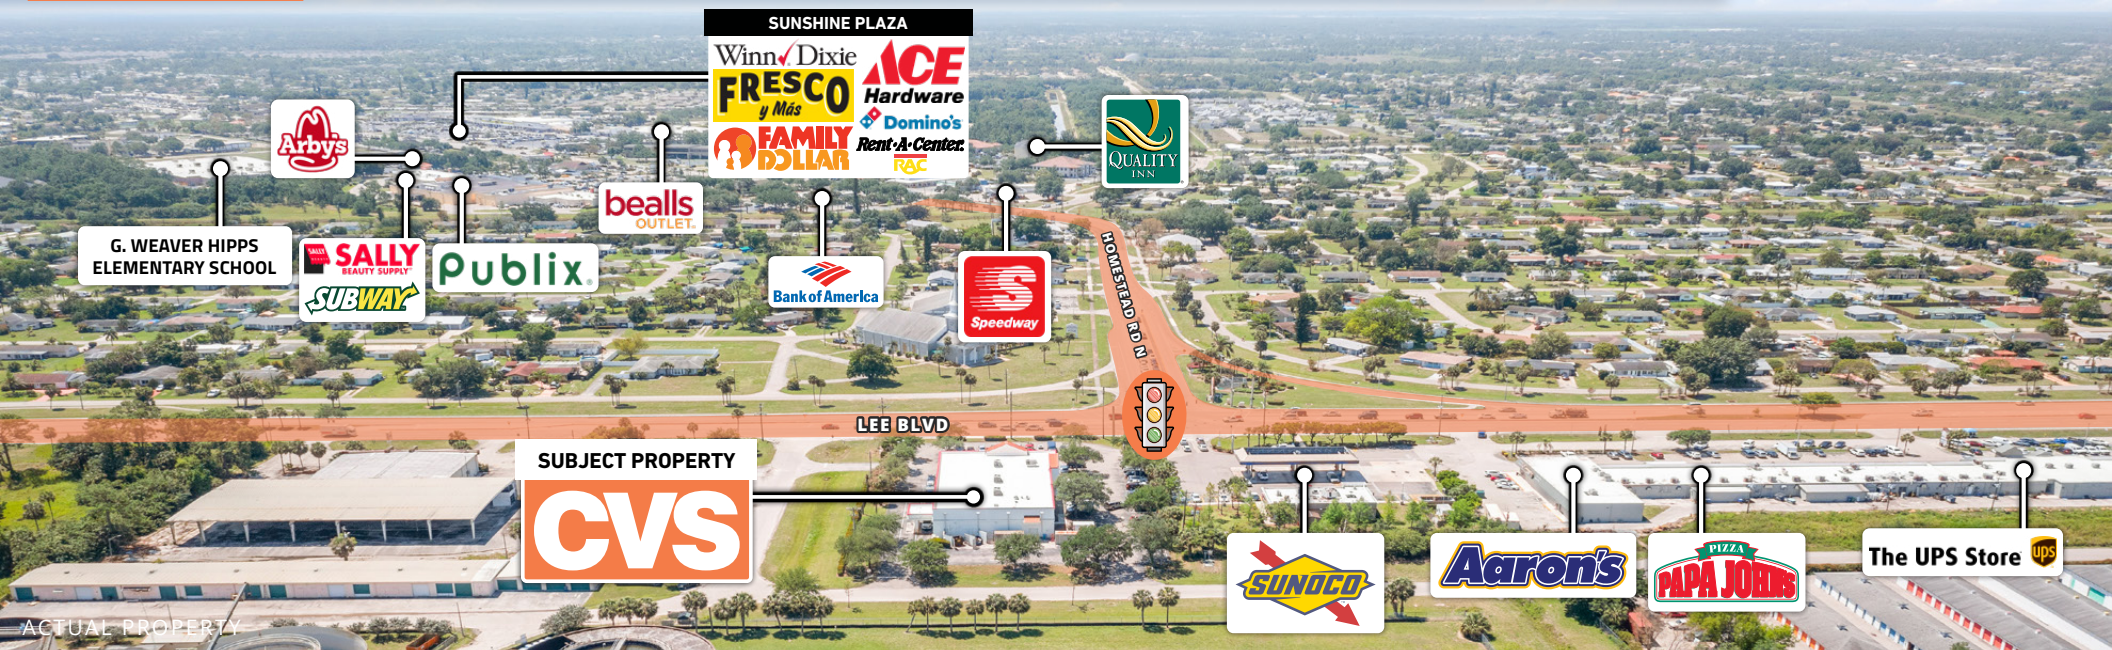 SUNSHINE PLAZA
Winn Dixie
FRESCO
y Más
FAMILY
DOLLAR
ACE
Hardware
Domino's
Rent-A-Center.
RAC
Arbys
QUALITY
INN
bealls
OUTLET
G. WEAVER HIPPS
ELEMENTARY SCHOOL
SALLY
SALLY
BEAUTY SUPPLY
SUBWAY
Publix
Bank of America
Speedway
HOMESTEAD RD N
LEE BLVD
SUBJECT PROPERTY
CVS
SUNOCO
Aaron's
PIZZA
PAPA JOHNS
The UPS Store
ups
ACTUAL PROPERTY